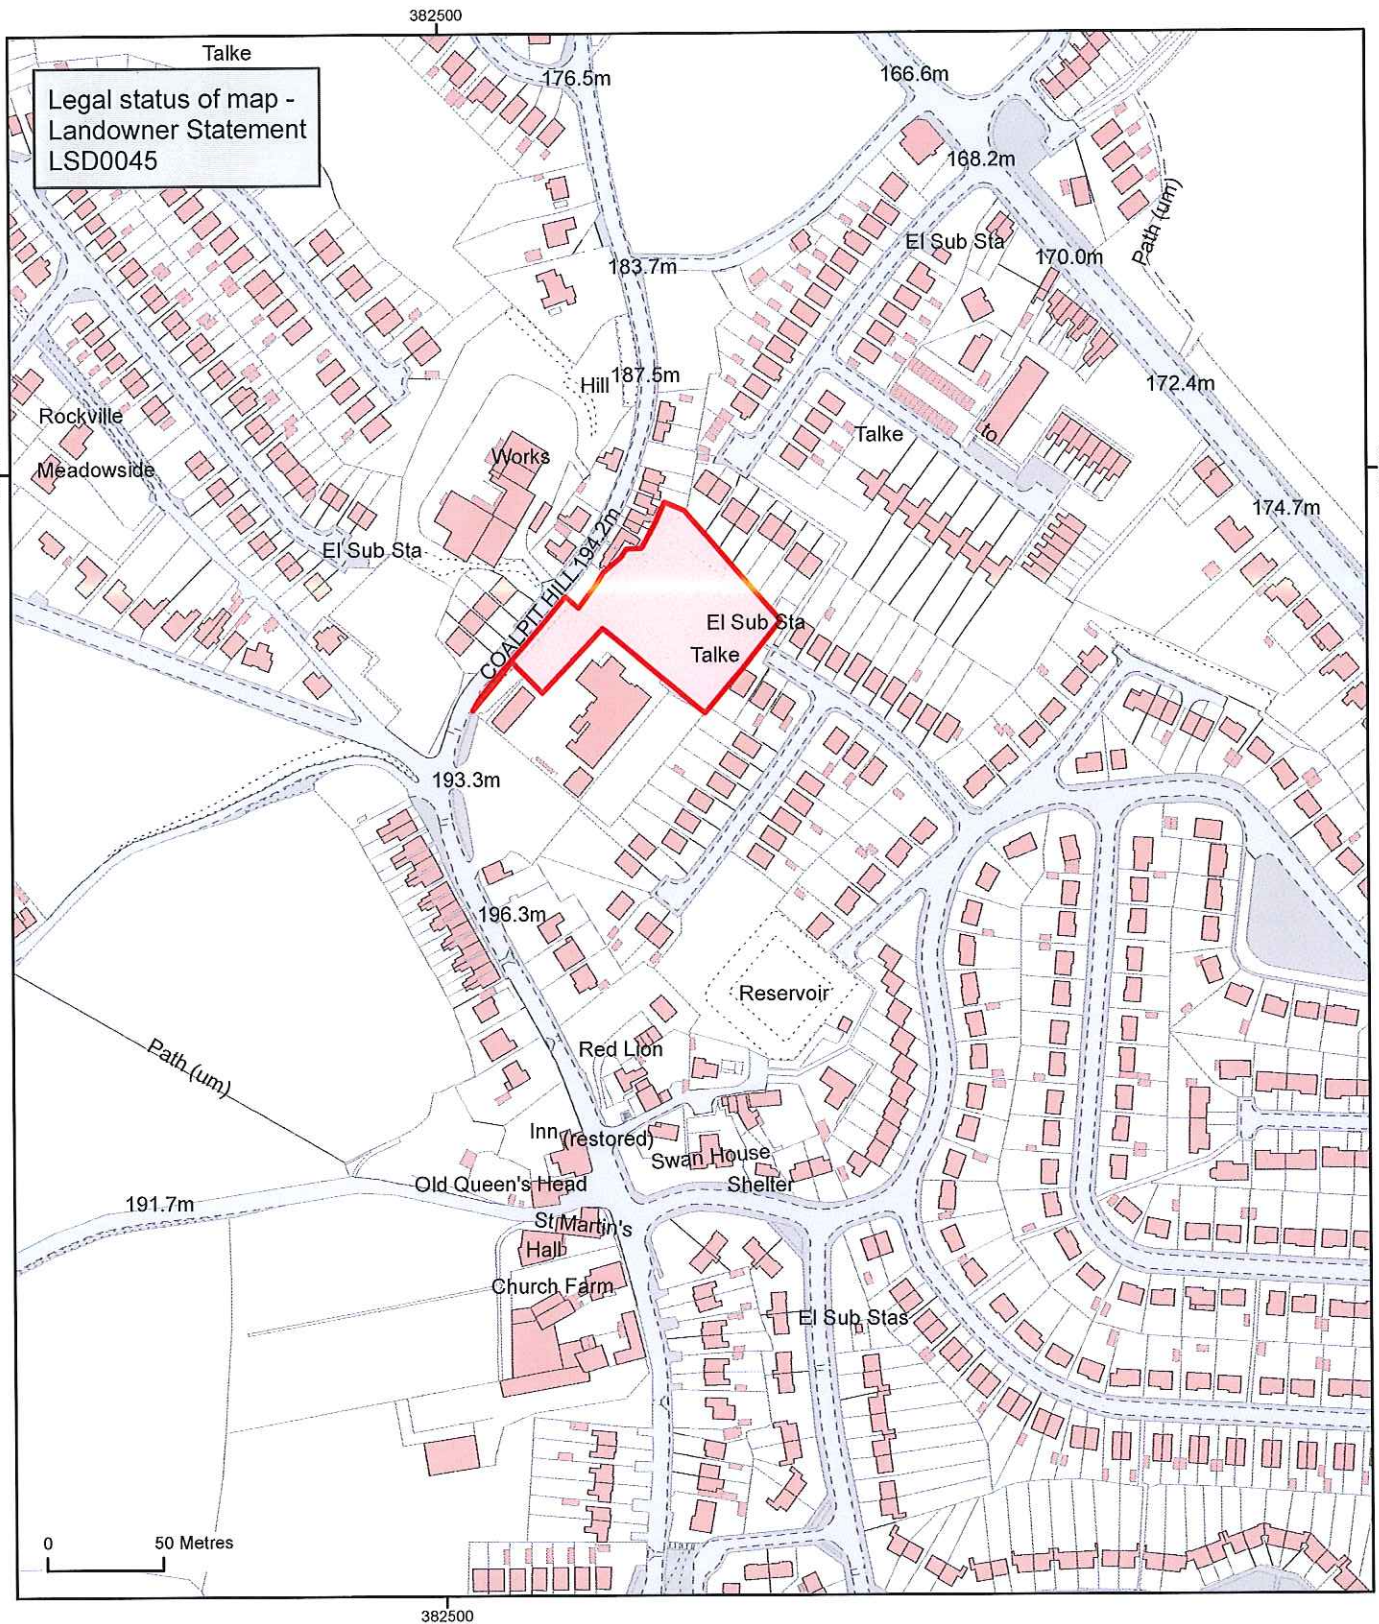 382500
Talke
Legal status of map -
Landowner Statement
LSD0045
176.5m
166.6m
168.2m
Path (um)
El Sub Sta
170.0m
183.7m
187.5m
Hill
172.4m
Rockville
Talke
to
Works
Meadowside
174.7m
194.2m
El Sub Sta
COALPIT HILL
El Sub Sta
Talke
193.3m
196.3m
Reservoir
Path (um)
Red Lion
Inn (restored)
Swan House
Old Queen's Head
Shelter
191.7m
St Martin's
Hall
Church Farm
El Sub Stas
0 50 Metres
382500